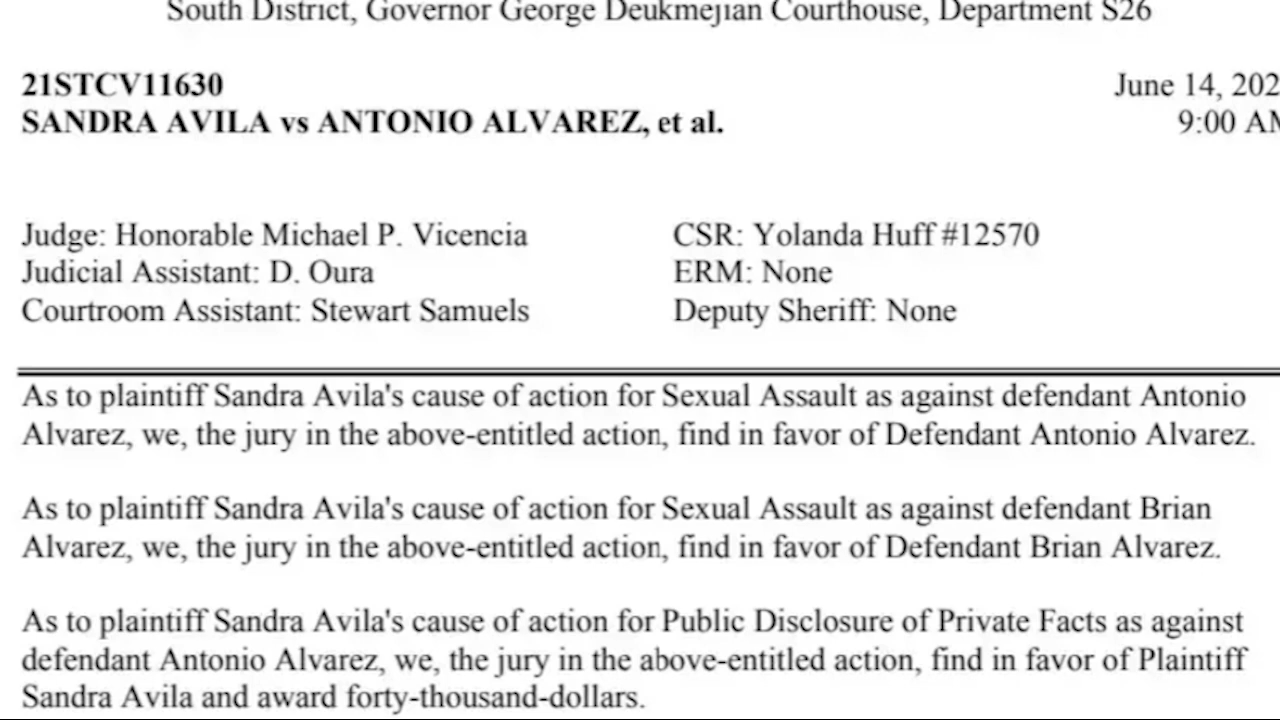 South District, Governor George Deukmejian Courthouse, Department S26
21STCV11630
June 14, 202
SANDRA AVILA vs ANTONIO ALVAREZ, et al.
9:00 AM
Judge: Honorable Michael P. Vicencia
CSR: Yolanda Huff #12570
Judicial Assistant: D. Oura
ERM: None
Courtroom Assistant: Stewart Samuels
Deputy Sheriff: None
As to plaintiff Sandra Avila's cause of action for Sexual Assault as against defendant Antonio
Alvarez, we, the jury in the above-entitled action, find in favor of Defendant Antonio Alvarez.
As to plaintiff Sandra Avila's cause of action for Sexual Assault as against defendant Brian
Alvarez, we, the jury in the above-entitled action, find in favor of Defendant Brian Alvarez.
As to plaintiff Sandra Avila's cause of action for Public Disclosure of Private Facts as against
defendant Antonio Alvarez, we, the jury in the above-entitled action, find in favor of Plaintiff
Sandra Avila and award forty-thousand-dollars.